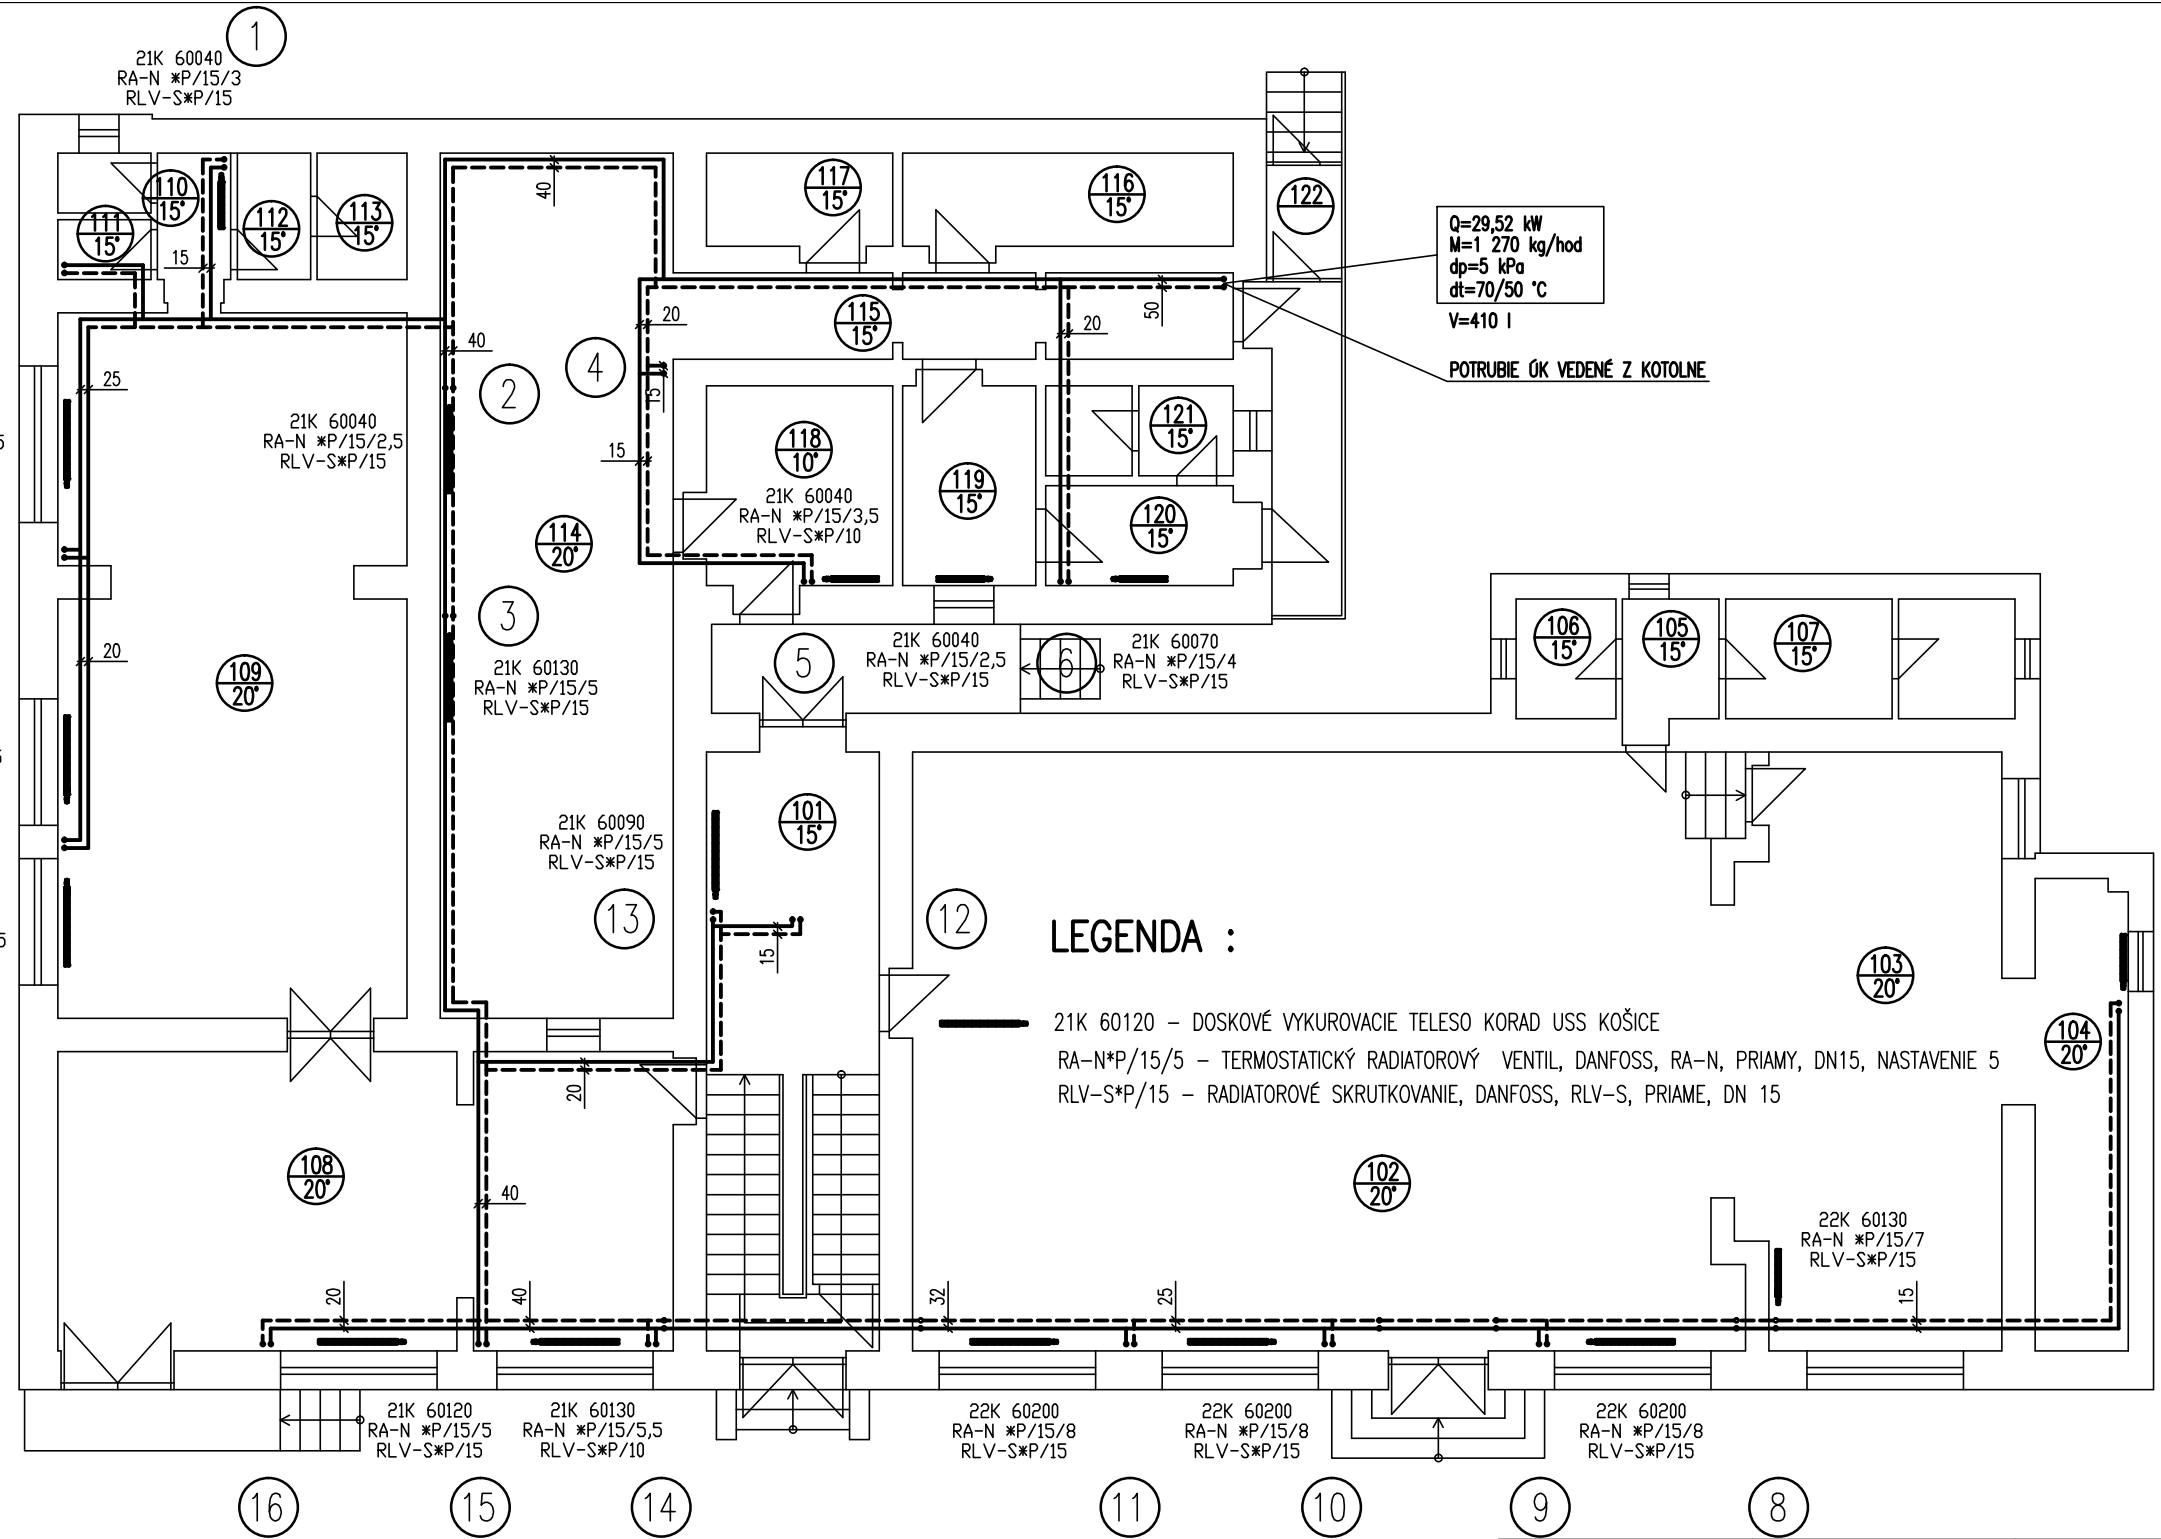 1
21K 60040
RA-N *P/15/3
RLV-S*P/15
110
15°
111
15°
112
15°
113
15°
15
40
117
15°
116
15°
122
Q=29,52 kW
M=1 270 kg/hod
dp=5 kPa
dt=70/50 °C
V=410 l
POTRUBIE ÚK VEDENÉ Z KOTOLNE
50
20
115
15°
20
40
25
2
4
15
21K 60040
RA-N *P/15/2,5
RLV-S*P/15
15
118
10°
21K 60040
RA-N *P/15/3,5
RLV-S*P/10
119
15°
121
15°
120
15°
114
20°
3
21K 60130
RA-N *P/15/5
RLV-S*P/15
20
109
20°
5
21K 60040
RA-N *P/15/2,5
RLV-S*P/15
6
21K 60070
RA-N *P/15/4
RLV-S*P/15
106
15°
105
15°
107
15°
21K 60090
RA-N *P/15/5
RLV-S*P/15
101
15°
13
15
12
LEGENDA :
21K 60120 – DOSKOVÉ VYKUROVACIE TELESO KORAD USS KOŠICE
RA-N*P/15/5 – TERMOSTATICKÝ RADIATOROVÝ VENTIL, DANFOSS, RA-N, PRIAMY, DN15, NASTAVENIE 5
RLV-S*P/15 – RADIATOROVÉ SKRUTKOVANIE, DANFOSS, RLV-S, PRIAME, DN 15
103
20°
104
20°
20
108
20°
40
102
20°
22K 60130
RA-N *P/15/7
RLV-S*P/15
20
40
32
25
15
21K 60120
RA-N *P/15/5
RLV-S*P/15
21K 60130
RA-N *P/15/5,5
RLV-S*P/10
22K 60200
RA-N *P/15/8
RLV-S*P/15
22K 60200
RA-N *P/15/8
RLV-S*P/15
22K 60200
RA-N *P/15/8
RLV-S*P/15
16
15
14
11
10
9
8